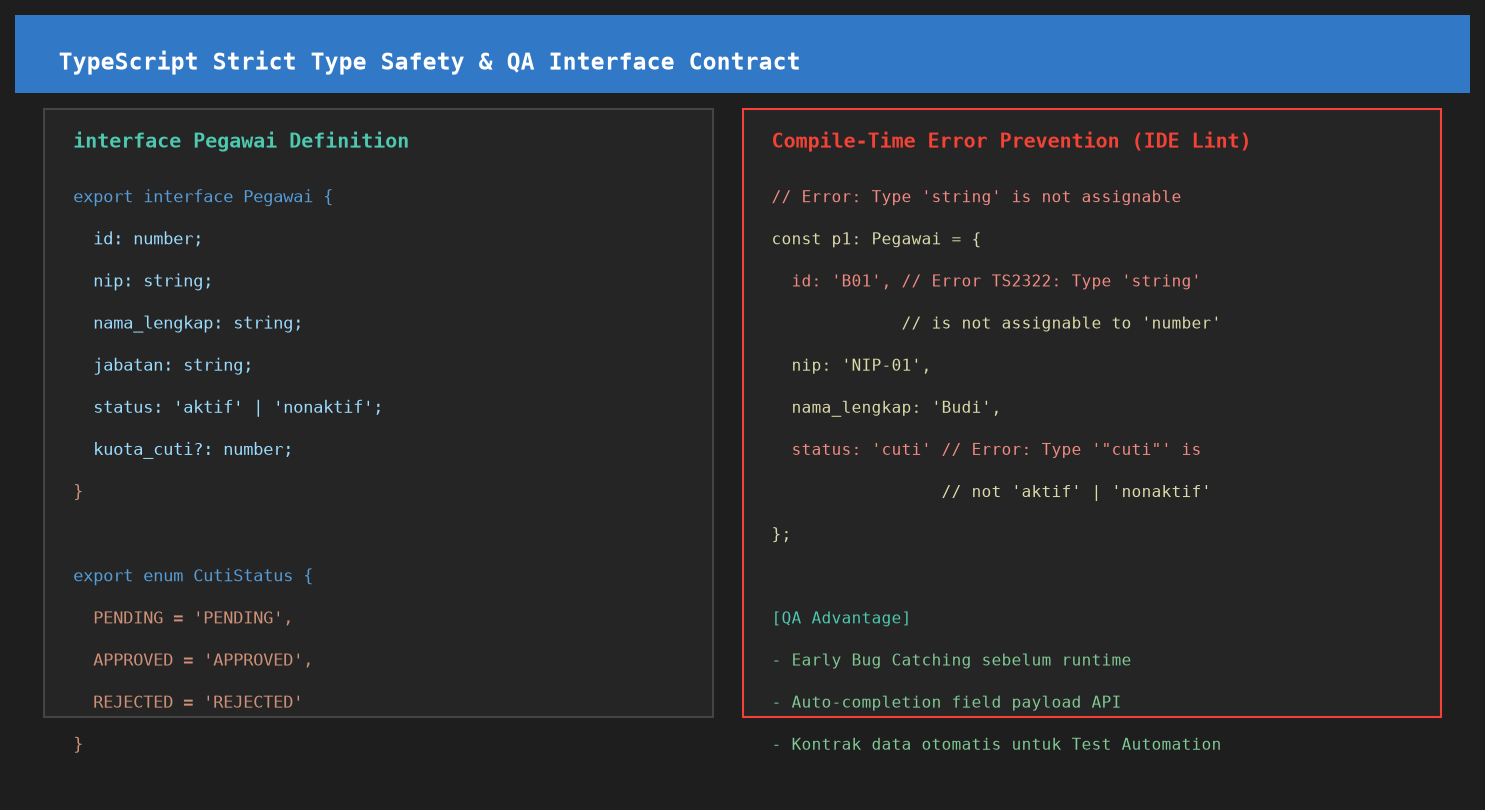 TypeScript Strict Type Safety & QA Interface Contract
interface Pegawai Definition
export interface Pegawai {
  id: number;
  nip: string;
  nama_lengkap: string;
  jabatan: string;
  status: 'aktif' | 'nonaktif';
  kuota_cuti?: number;
}
export enum CutiStatus {
  PENDING = 'PENDING',
  APPROVED = 'APPROVED',
  REJECTED = 'REJECTED'
}
Compile-Time Error Prevention (IDE Lint)
// Error: Type 'string' is not assignable
const p1: Pegawai = {
  id: 'B01', // Error TS2322: Type 'string'
             // is not assignable to 'number'
  nip: 'NIP-01',
  nama_lengkap: 'Budi',
  status: 'cuti' // Error: Type '"cuti"' is
                 // not 'aktif' | 'nonaktif'
};
[QA Advantage]
- Early Bug Catching sebelum runtime
- Auto-completion field payload API
- Kontrak data otomatis untuk Test Automation